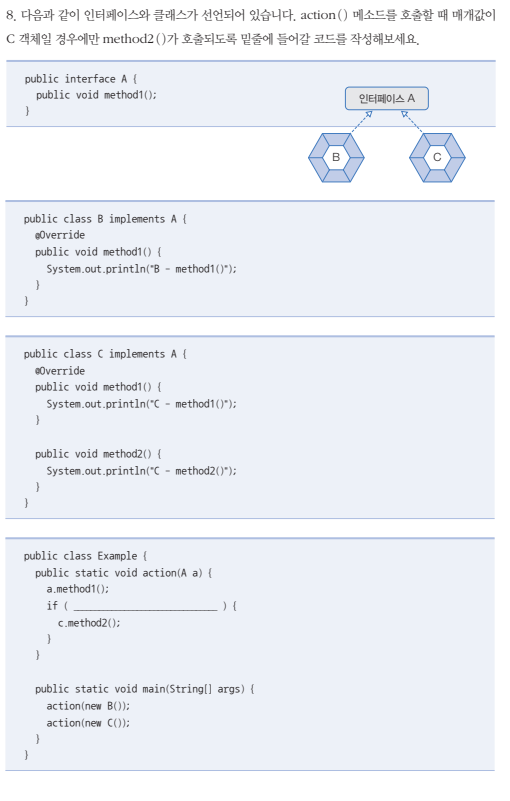 8. 다음과 같이 인터페이스와 클래스가 선언되어 있습니다. action() 메소드를 호출할 때 매개값이
C 객체일 경우에만 method2()가 호출되도록 밑줄에 들어갈 코드를 작성해보세요.
public interface A {
public void method1();
}
인터페이스 A
B
C
public class B implements A {
@Override
public void method1() {
System.out.println("B - method1()");
}
}
public class C implements A {
@Override
public void method1() {
System.out.println("C - method1()");
}
public void method2() {
System.out.println("C - method2()");
}
}
public class Example {
public static void action(A a) {
a.method1();
if ( ______________________________ ) {
c.method2();
}
}
public static void main(String[] args) {
action(new B());
action(new C());
}
}